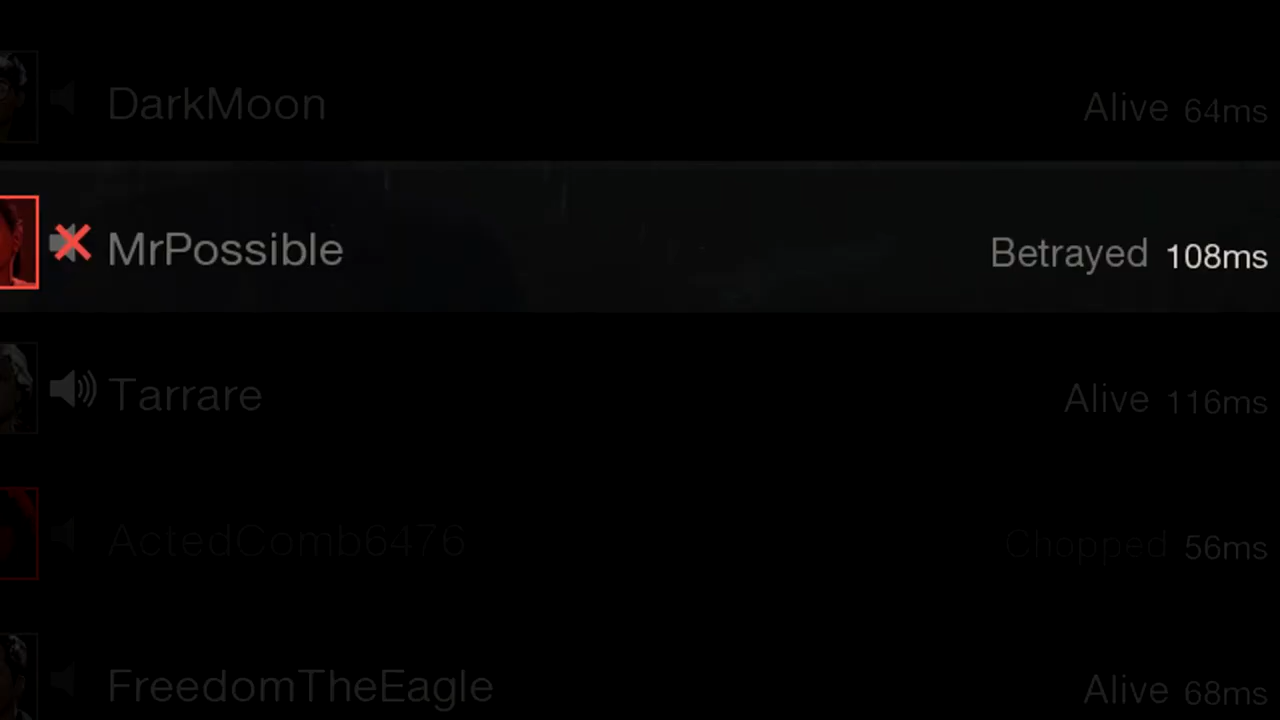 DarkMoon Alive 64ms
MrPossible Betrayed 108ms
Tarrare Alive 116ms
ActedComb6476 Chopped 56ms
FreedomTheEagle Alive 68ms